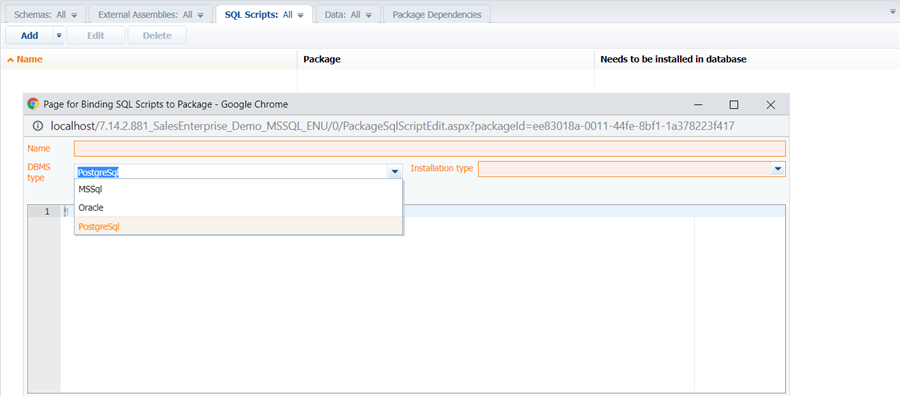 Schemas: All External Assemblies: All SQL Scripts: All Data: All Package Dependencies
Add Edit Delete
Name Package Needs to be installed in database
Page for Binding SQL Scripts to Package - Google Chrome
localhost/7.14.2.881_SalesEnterprise_Demo_MSSQL_ENU/0/PackageSqlScriptEdit.aspx?packageId=ee83018a-0011-44fe-8bf1-1a378223f417
Name
DBMS type PostgreSql Installation type
MSSql
Oracle
1
PostgreSql